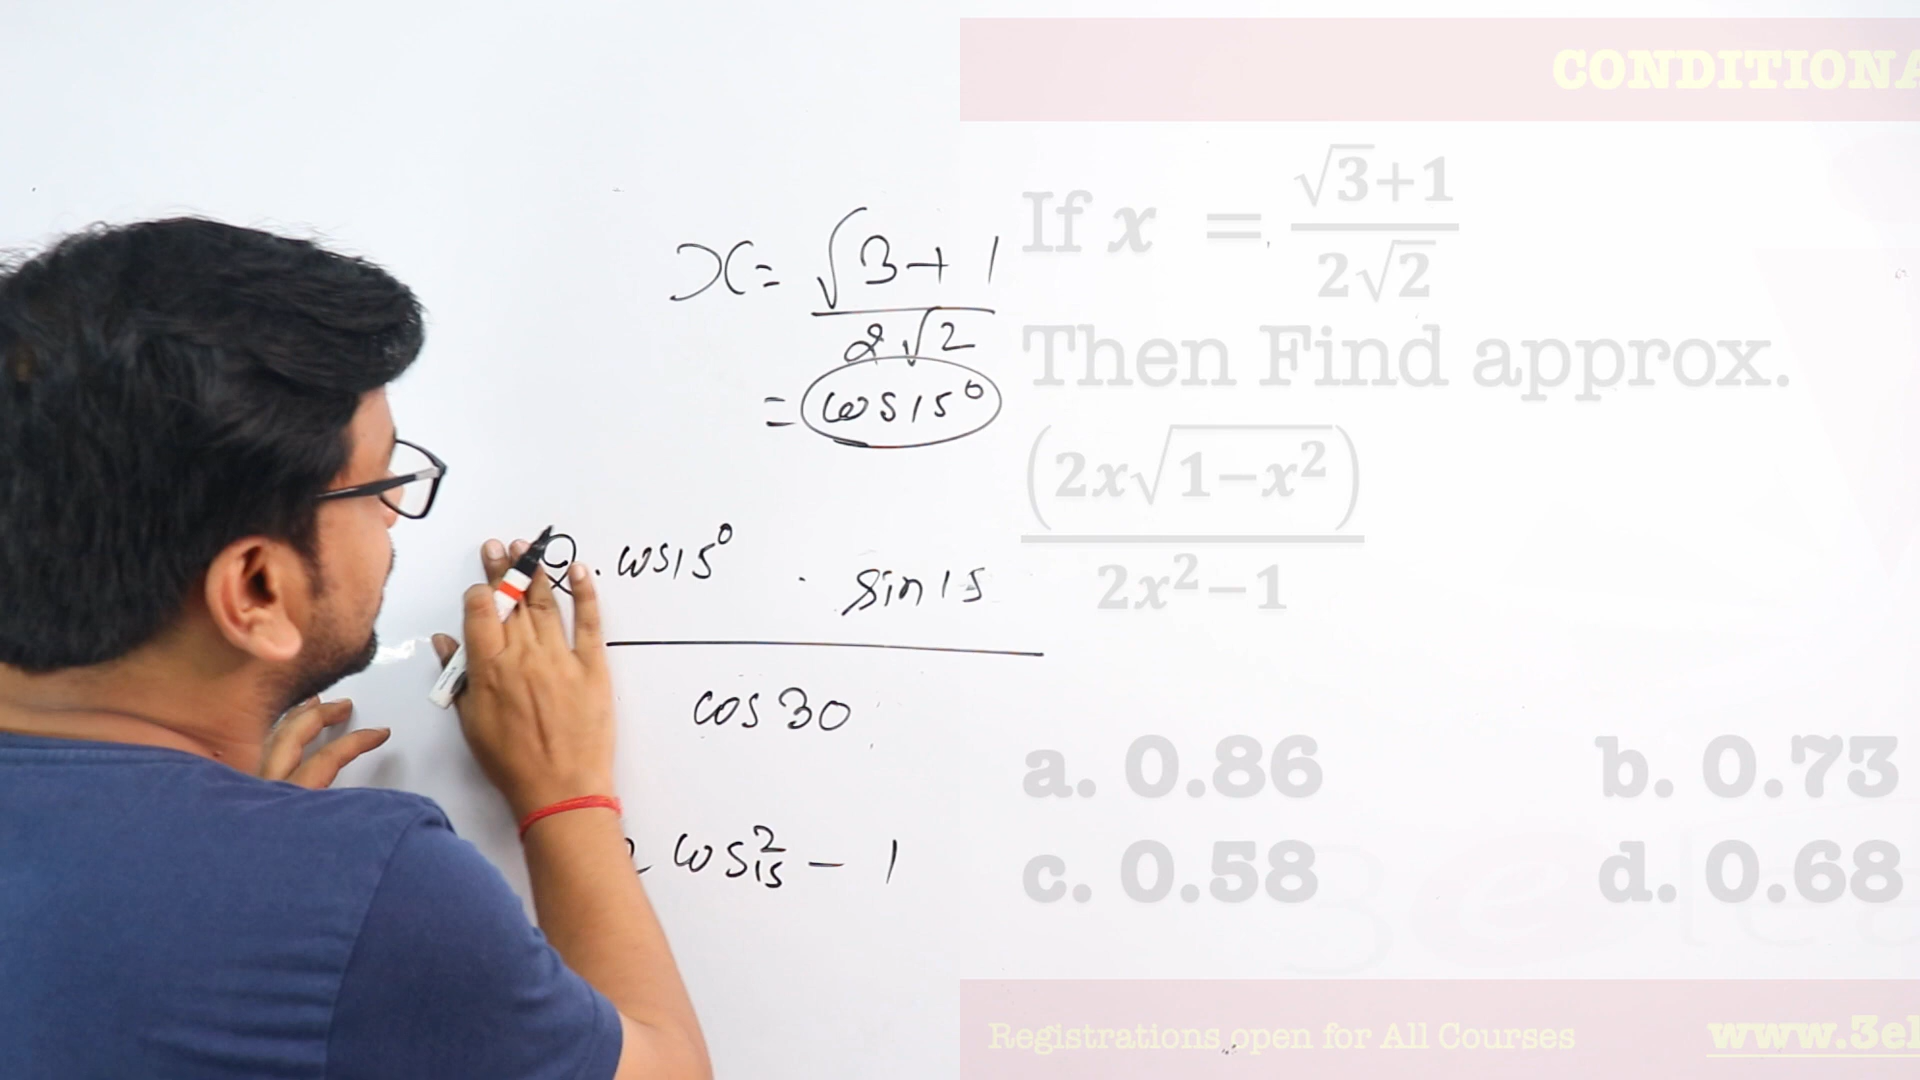 CONDITIONA
x = √3+1
2√2
= cos15°
2. cos15° . sin15
cos30
cos²15 – 1
If x = √3+1
2√2
Then Find approx.
(2x√1−x²)
2x²−1
a. 0.86 b. 0.73
c. 0.58 d. 0.68
Registrations open for All Courses www.3el